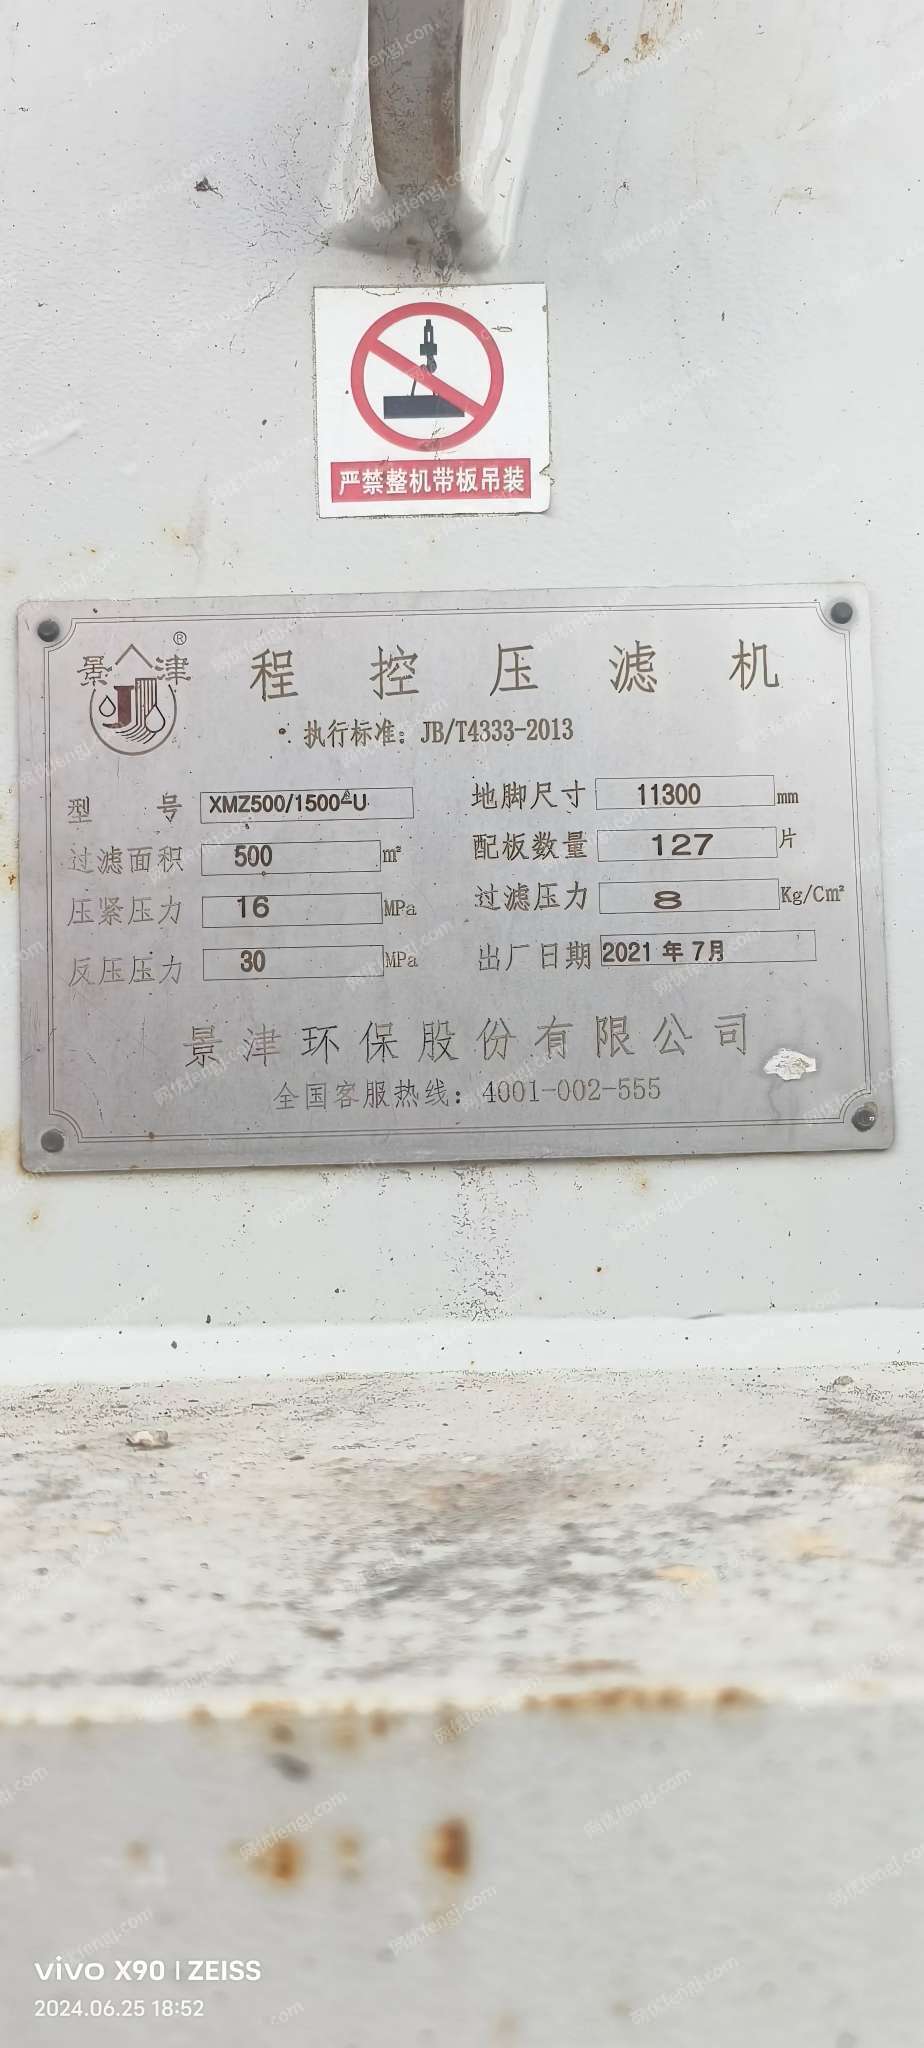 严禁整机带板吊装
景津®
程控压滤机
执行标准：JB/T4333-2013
型号 XMZ500/1500-U 地脚尺寸 11300 mm
过滤面积 500 m² 配板数量 127 片
压紧压力 16 MPa 过滤压力 8 Kg/Cm²
反压压力 30 MPa 出厂日期 2021 年 7月
景津环保股份有限公司
全国客服热线：4001-002-555
vivo X90 | ZEISS
2024.06.25 18:52